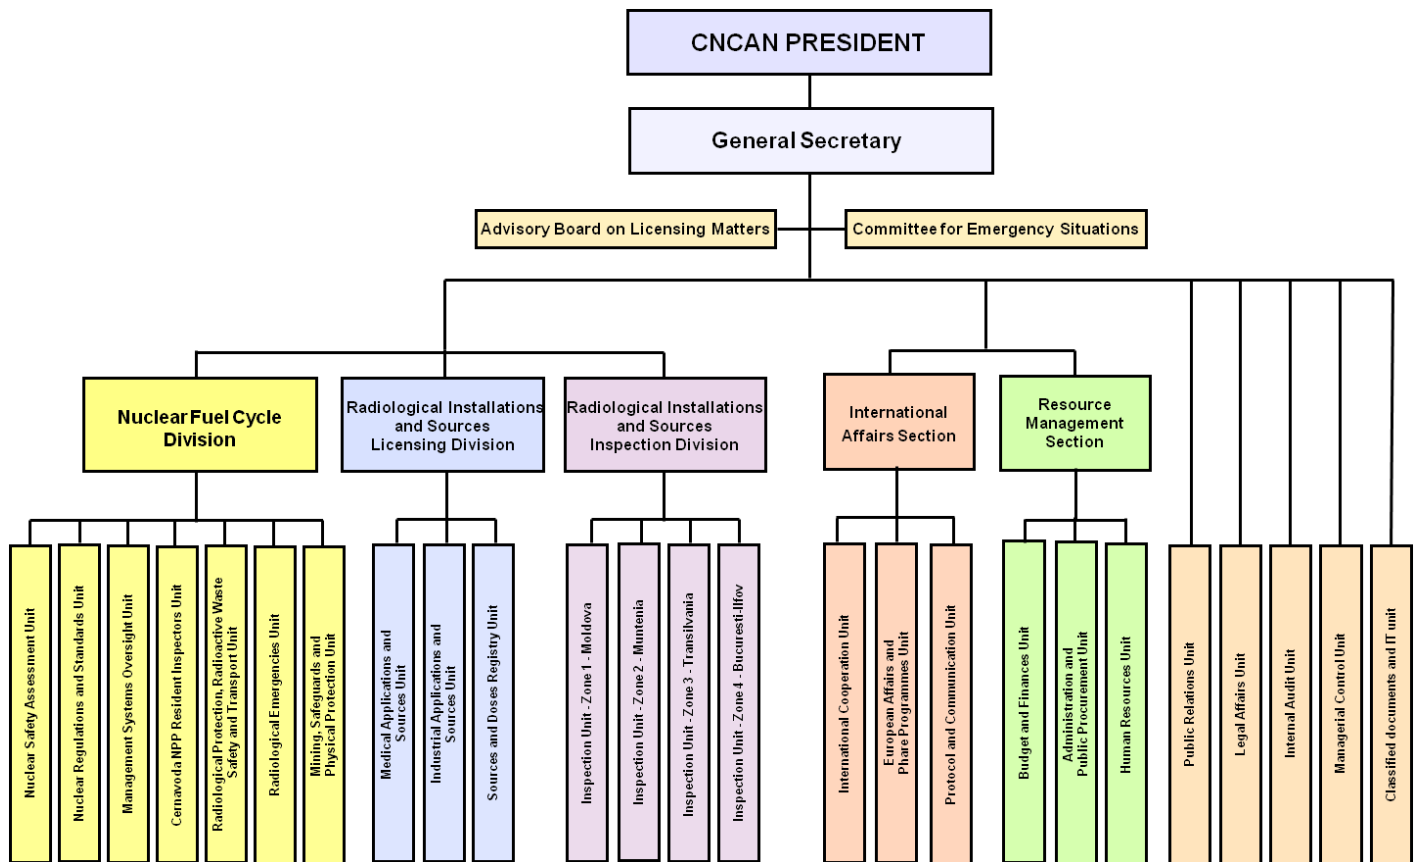 CNCAN PRESIDENT
General Secretary
Advisory Board on Licensing Matters
Committee for Emergency Situations
Nuclear Fuel Cycle
Division
Radiological Installations
and Sources
Licensing Division
Radiological Installations
and Sources
Inspection Division
International
Affairs Section
Resource
Management
Section
Nuclear Safety Assessment Unit
Nuclear Regulations and Standards Unit
Management Systems Oversight Unit
Cernavoda NPP Resident Inspectors Unit
Radiological Protection, Radioactive Waste
Safety and Transport Unit
Radiological Emergencies Unit
Mining, Safeguards and
Physical Protection Unit
Medical Applications and
Sources Unit
Industrial Applications and
Sources Unit
Sources and Doses Registry Unit
Inspection Unit - Zone 1 - Moldova
Inspection Unit - Zone 2 - Muntenia
Inspection Unit - Zone 3 - Transilvania
Inspection Unit - Zone 4 - Bucuresti-Ilfov
International Cooperation Unit
European Affairs and
Phare Programmes Unit
Protocol and Communication Unit
Budget and Finances Unit
Administration and
Public Procurement Unit
Human Resources Unit
Public Relations Unit
Legal Affairs Unit
Internal Audit Unit
Managerial Control Unit
Classified documents and IT unit